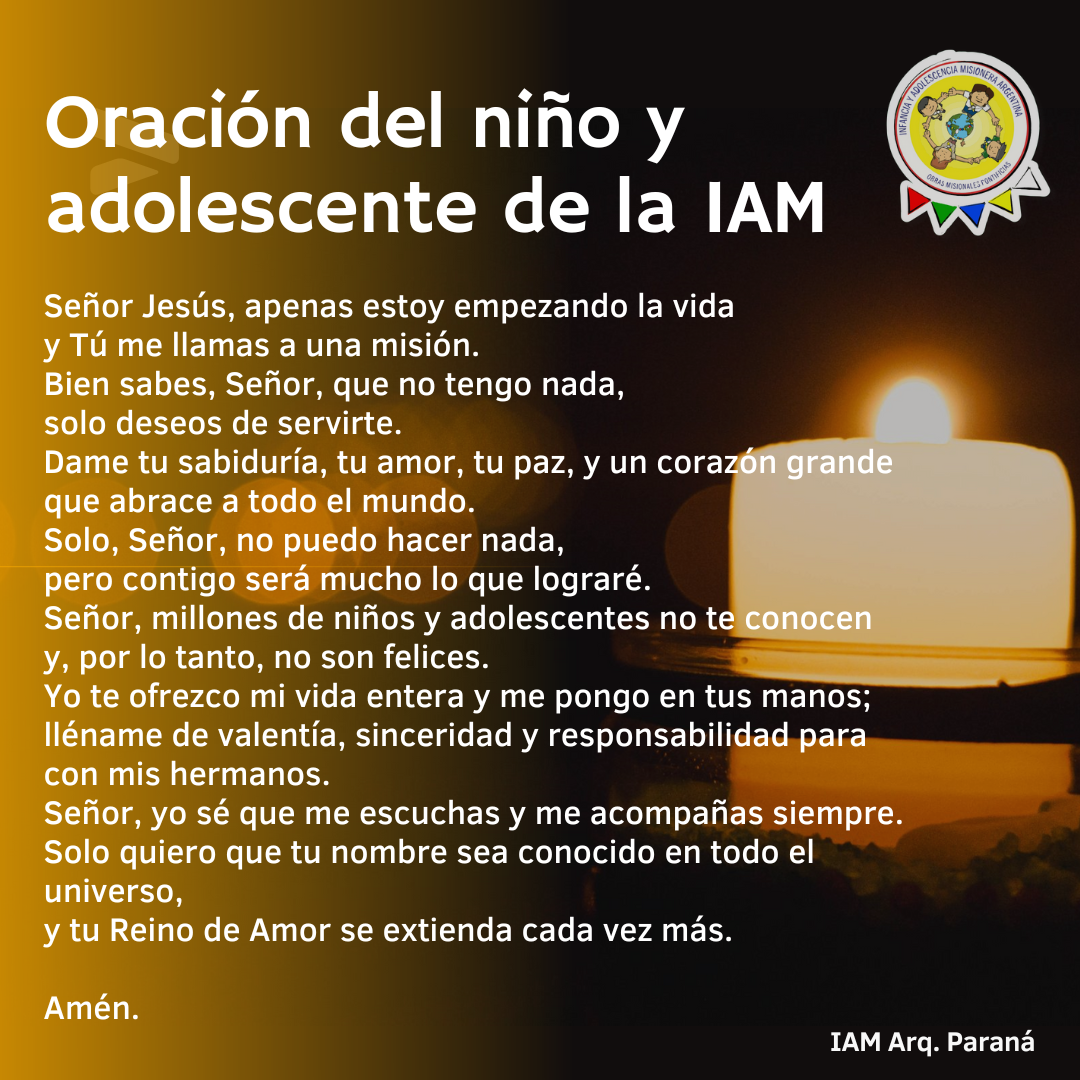 Oración del niño y
adolescente de la IAM
INFANCIA Y ADOLESCENCIA MISIONERA ARGENTINA
OBRAS MISIONALES PONTIFICIAS
Señor Jesús, apenas estoy empezando la vida
y Tú me llamas a una misión.
Bien sabes, Señor, que no tengo nada,
solo deseos de servirte.
Dame tu sabiduría, tu amor, tu paz, y un corazón grande
que abrace a todo el mundo.
Solo, Señor, no puedo hacer nada,
pero contigo será mucho lo que lograré.
Señor, millones de niños y adolescentes no te conocen
y, por lo tanto, no son felices.
Yo te ofrezco mi vida entera y me pongo en tus manos;
lléname de valentía, sinceridad y responsabilidad para
con mis hermanos.
Señor, yo sé que me escuchas y me acompañas siempre.
Solo quiero que tu nombre sea conocido en todo el
universo,
y tu Reino de Amor se extienda cada vez más.
Amén.
IAM Arq. Paraná